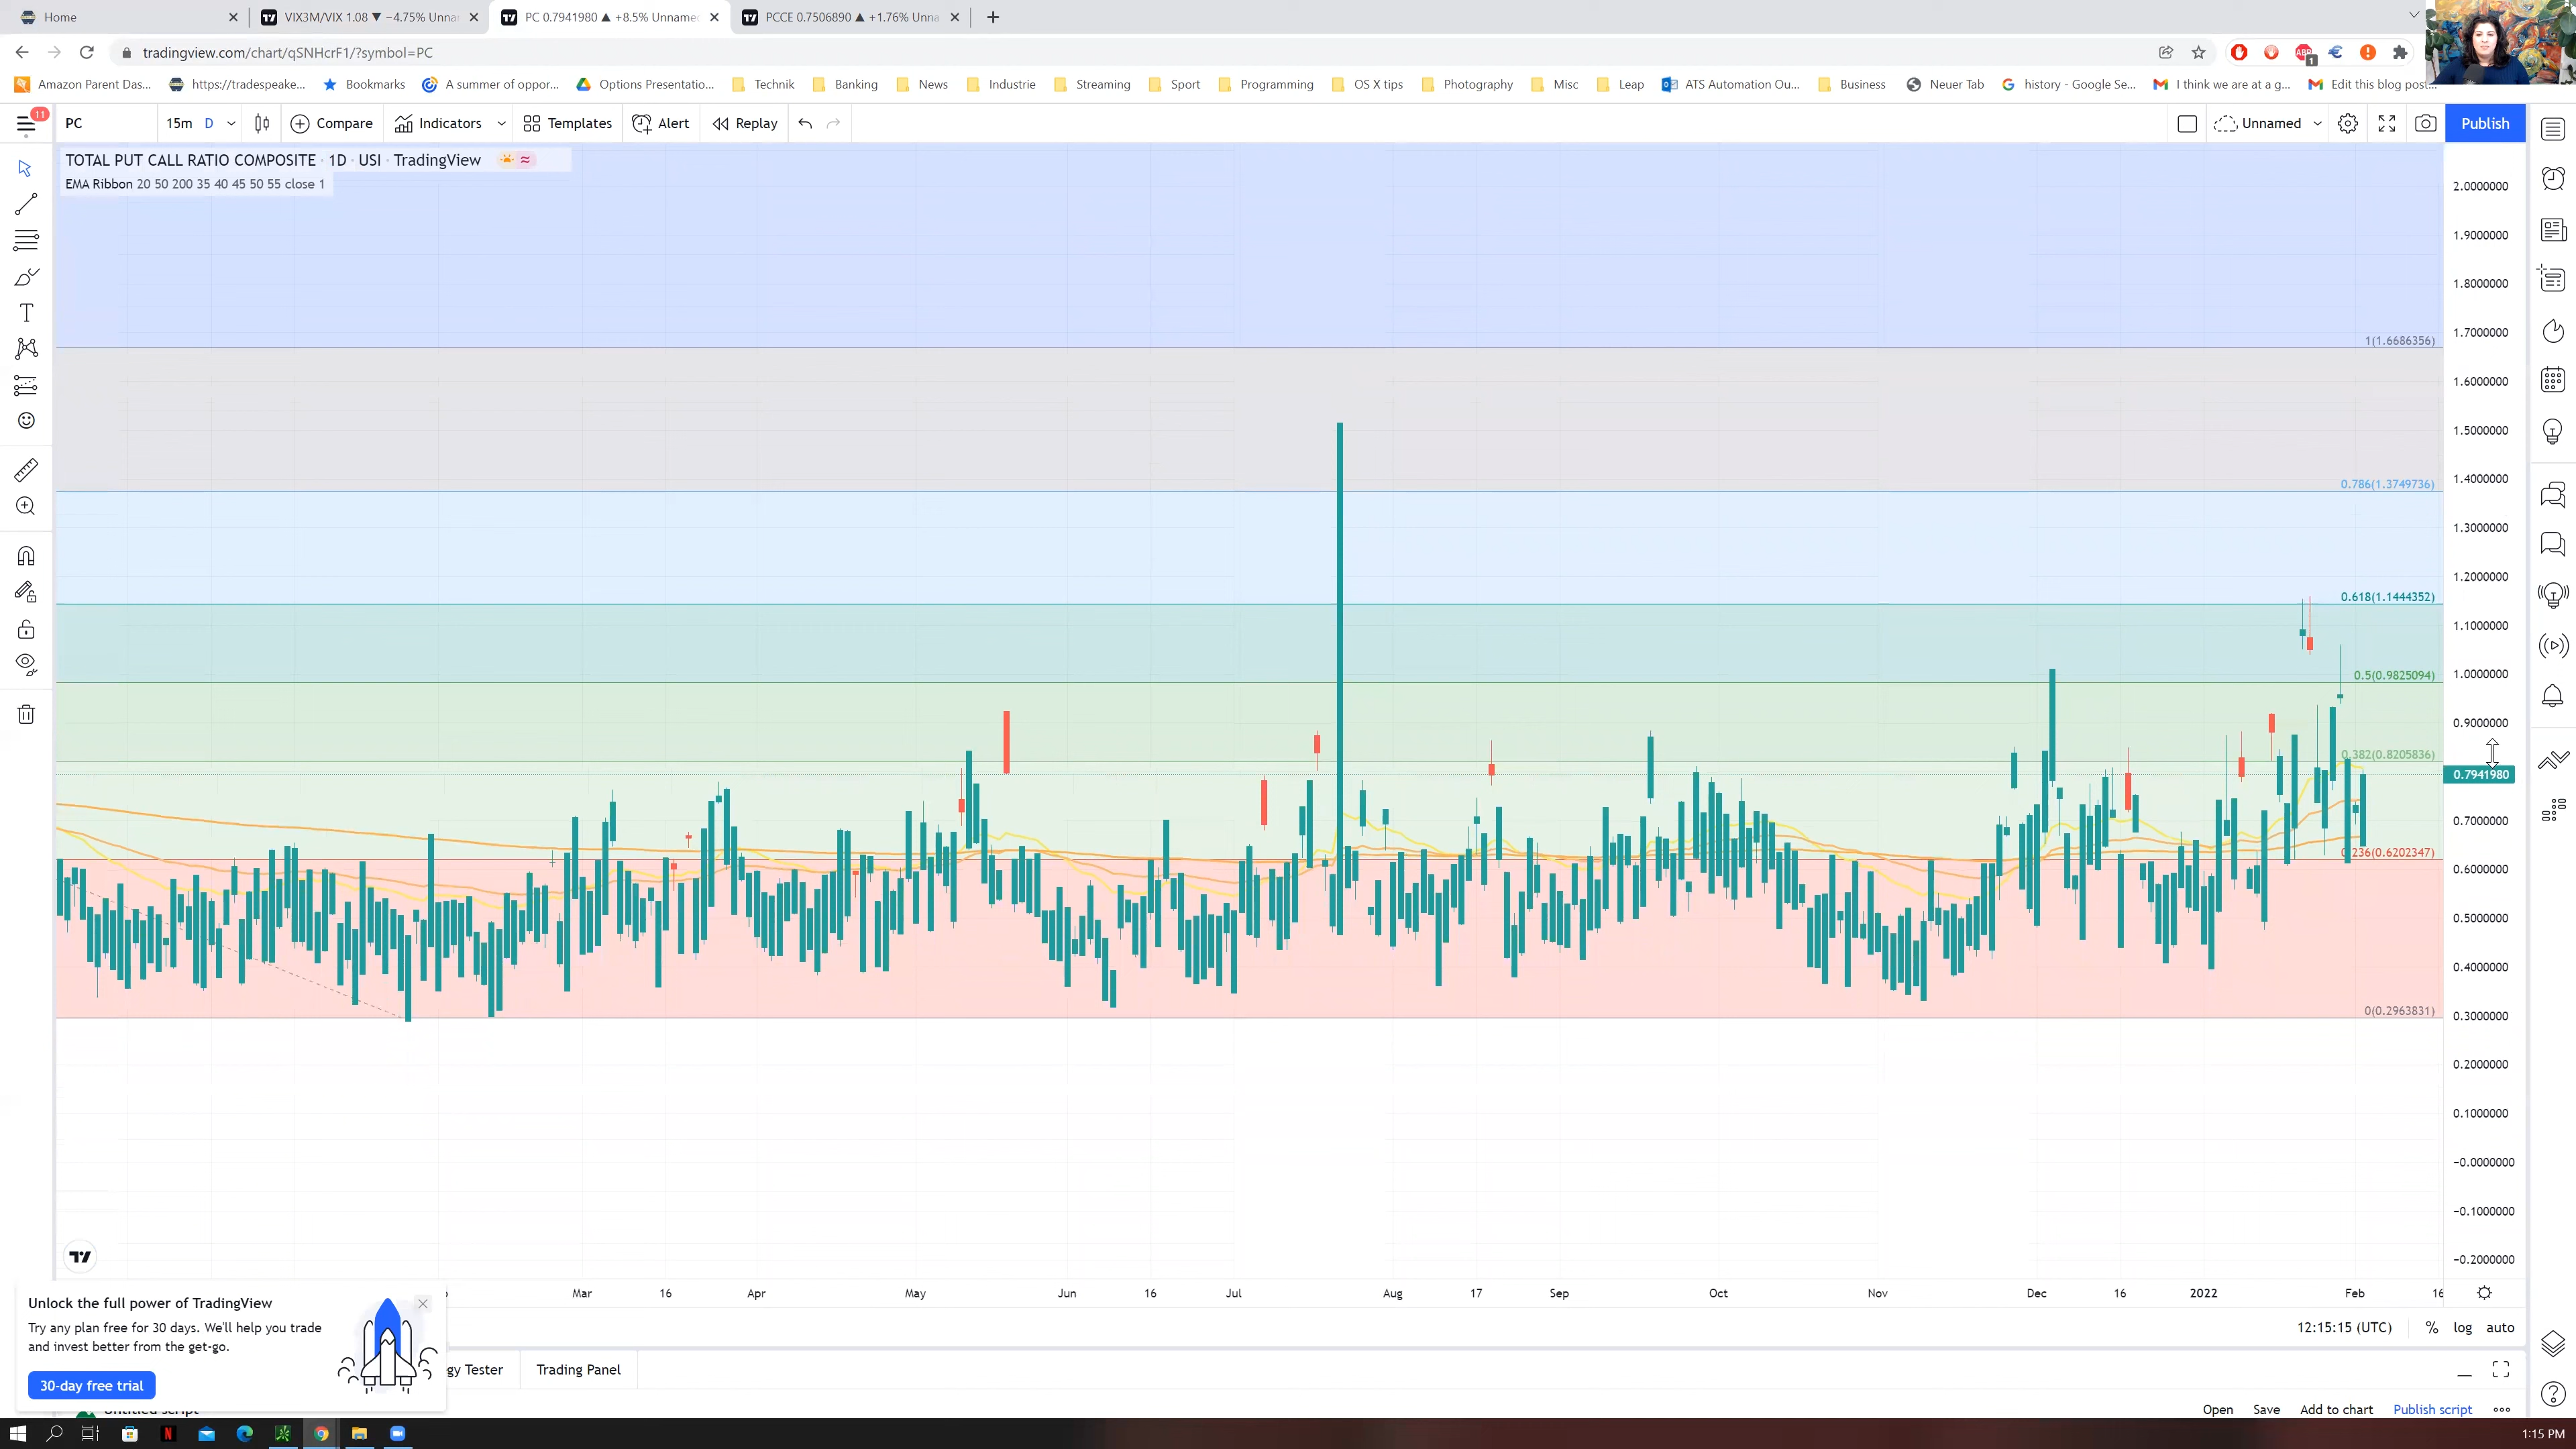 Home
VIX3M/VIX 1.08 ▼ −4.75% Unna
PC 0.7941980 ▲ +8.5% Unname
PCCE 0.7506890 ▲ +1.76% Unna
tradingview.com/chart/qSNHcrF1/?symbol=PC
Amazon Parent Das...
https://tradespeake...
Bookmarks
A summer of oppor...
Options Presentatio...
Technik
Banking
News
Industrie
Streaming
Sport
Programming
OS X tips
Photography
Misc
Leap
ATS Automation Ou...
Business
Neuer Tab
history - Google Se...
I think we are at a g...
Edit this blog post...
11
PC
15m
D
Compare
Indicators
Templates
Alert
Replay
Unnamed
Publish
TOTAL PUT CALL RATIO COMPOSITE · 1D · USI · TradingView
EMA Ribbon 20 50 200 35 40 45 50 55 close 1
2.0000000
1.9000000
1.8000000
1.7000000
1(1.6686356)
1.6000000
1.5000000
0.786(1.3749736)
1.4000000
1.3000000
1.2000000
0.618(1.1444352)
1.1000000
0.5(0.9825094)
1.0000000
0.9000000
0.382(0.8205836)
0.7941980
0.7000000
0.236(0.6202347)
0.6000000
0.5000000
0.4000000
0(0.2963831)
0.3000000
0.2000000
0.1000000
−0.0000000
−0.1000000
−0.2000000
Mar
16
Apr
May
Jun
16
Jul
Aug
17
Sep
Oct
Nov
Dec
16
2022
Feb
16
Unlock the full power of TradingView
Try any plan free for 30 days. We'll help you trade
and invest better from the get-go.
30-day free trial
12:15:15 (UTC)
%
log
auto
gy Tester
Trading Panel
Untitled script
Open
Save
Add to chart
Publish script
1:15 PM